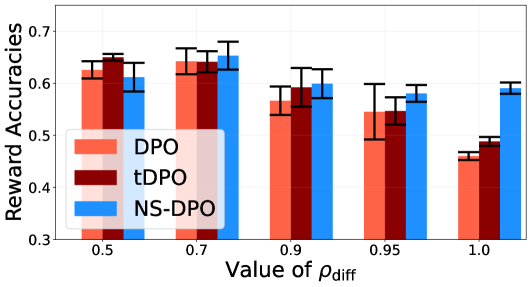 Reward Accuracies
0.7
0.6
0.5
0.4
0.3
DPO
tDPO
NS-DPO
0.5 0.7 0.9 0.95 1.0
Value of ρdiff